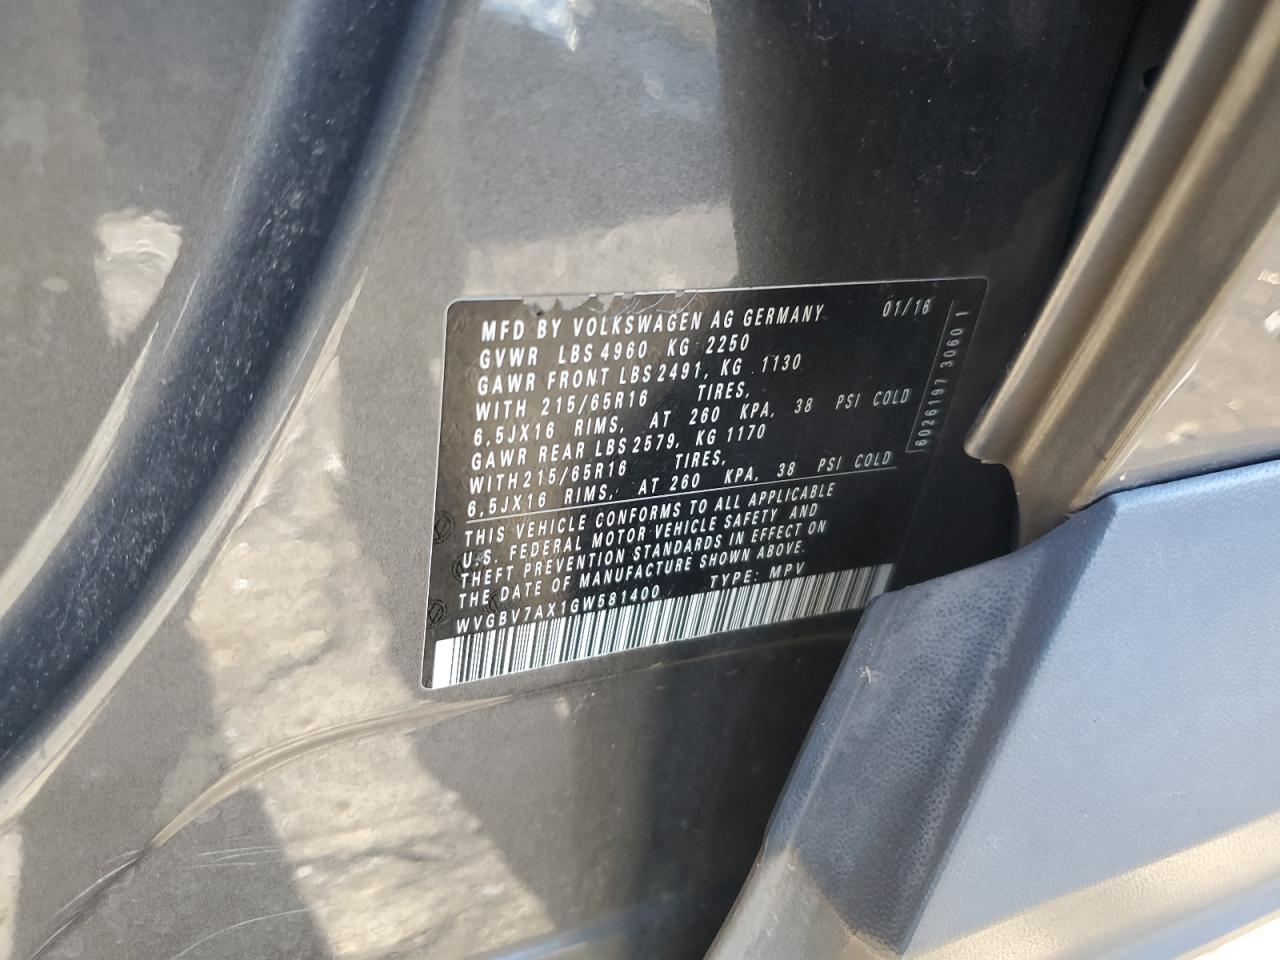 MFD BY VOLKSWAGEN AG GERMANY 01/16
GVWR LBS 4960 KG 2250
GAWR FRONT LBS 2491, KG 1130
WITH 215/65R16 TIRES,
6,5JX16 RIMS, AT 260 KPA, 38 PSI COLD
GAWR REAR LBS 2579, KG 1170
WITH 215/65R16 TIRES,
6,5JX16 RIMS, AT 260 KPA, 38 PSI COLD
THIS VEHICLE CONFORMS TO ALL APPLICABLE
U.S. FEDERAL MOTOR VEHICLE SAFETY AND
THEFT PREVENTION STANDARDS IN EFFECT ON
THE DATE OF MANUFACTURE SHOWN ABOVE.
WVGBV7AX1GW581400 TYPE: MPV
6026197 3060 1